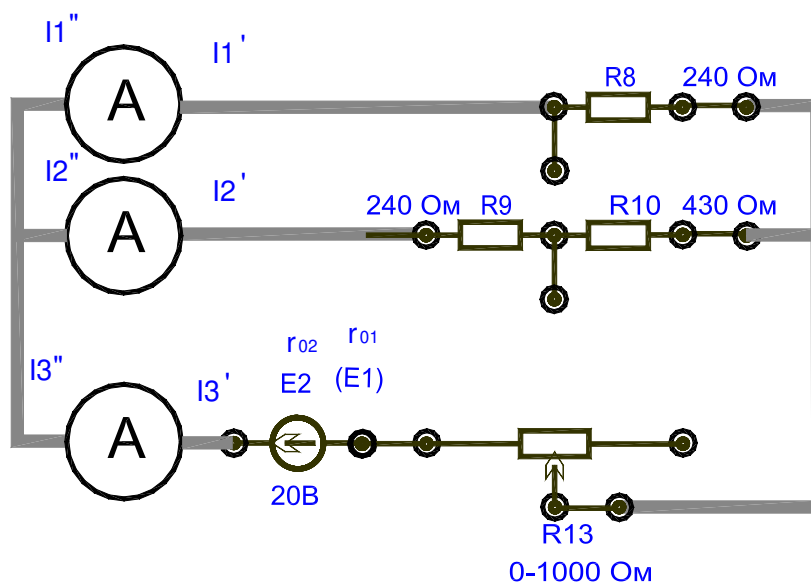 I1" I1'
A R8 240 Ом
I2" I2' 240 Ом R9 R10 430 Ом
A
r02 r01
I3" I3' E2 (E1)
A
20В
R13
0-1000 Ом